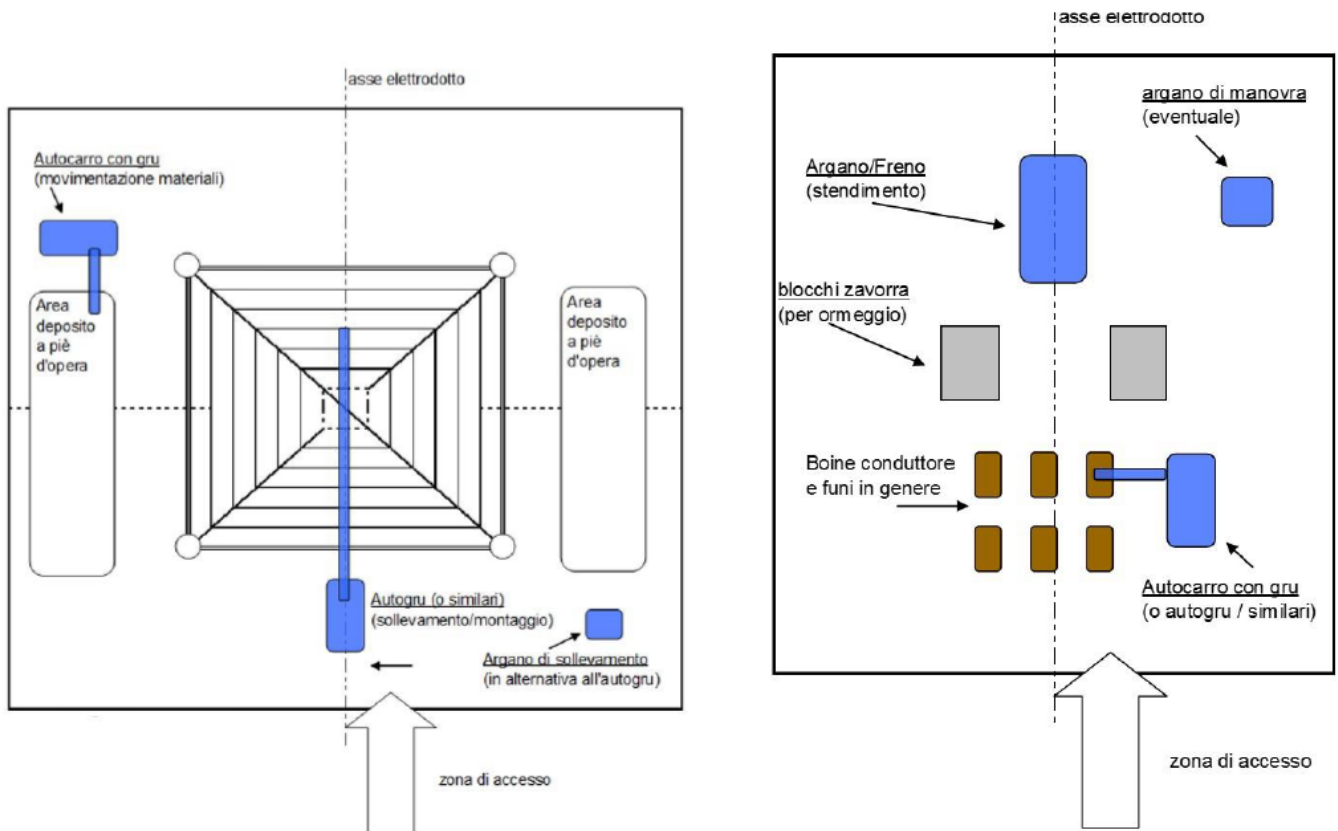 asse elettrodotto
Autocarro con gru
(movimentazione materiali)
Area
deposito
a piè
d'opera
Area
deposito
a piè
d'opera
Autogru (o similari)
(sollevamento/montaggio)
Argano di sollevamento
(in alternativa all'autogru)
zona di accesso
asse elettrodotto
argano di manovra
(eventuale)
Argano/Freno
(stendimento)
blocchi zavorra
(per ormeggio)
Boine conduttore
e funi in genere
Autocarro con gru
(o autogru / similari)
zona di accesso